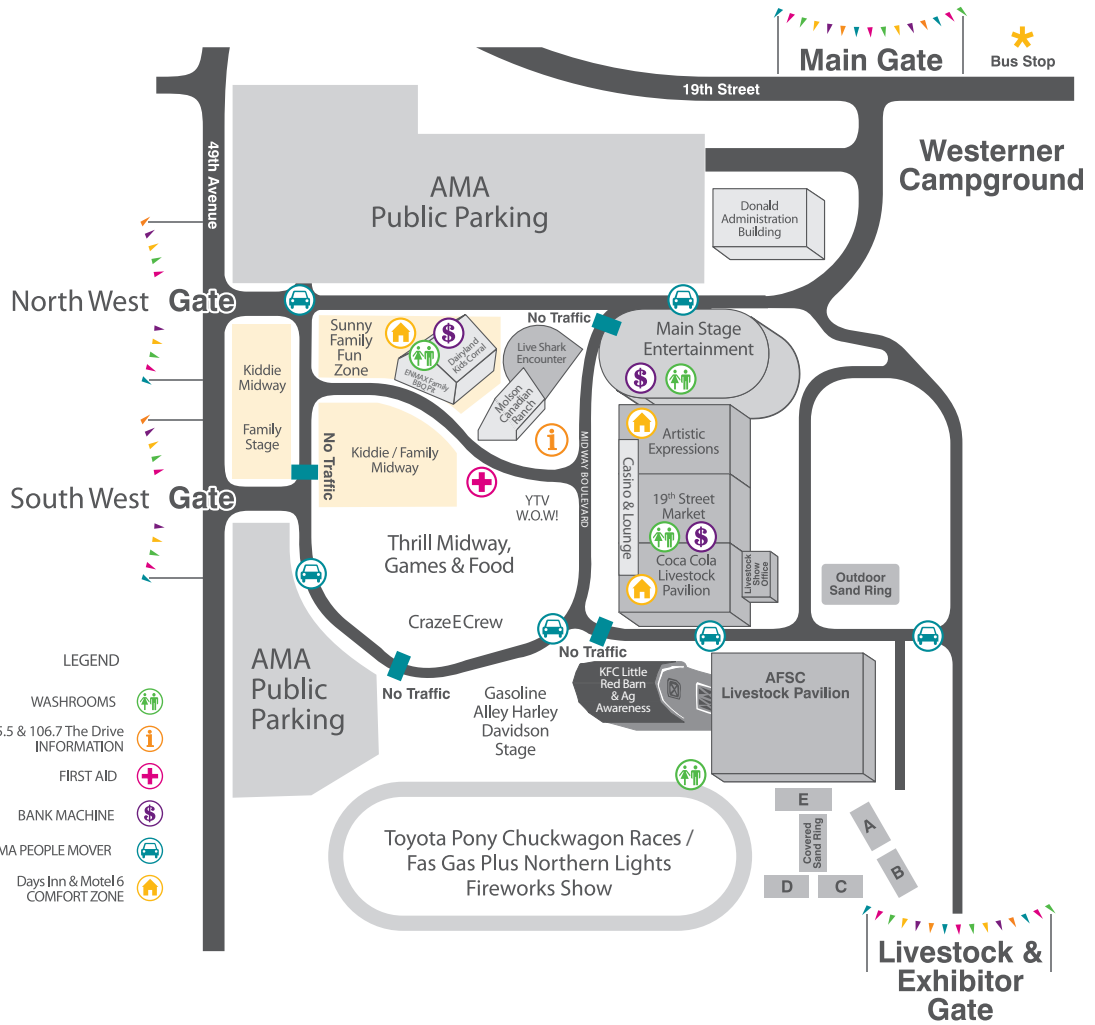 Main Gate
Bus Stop
19th Street
49th Avenue
Westerner
Campground
AMA
Public Parking
Donald
Administration
Building
North West Gate
No Traffic
Sunny
Family
Fun
Zone
$
Dairyland
Kids Corral
ENMAX Family
BBQ Pit
Live Shark
Encounter
Molson
Canadian
Ranch
Main Stage
Entertainment
$
Kiddie
Midway
Family
Stage
No Traffic
Kiddie / Family
Midway
i
MIDWAY BOULEVARD
Artistic
Expressions
Casino & Lounge
19th Street
Market
$
Coca Cola
Livestock
Pavilion
Livestock
Show
Office
Outdoor
Sand Ring
South West Gate
YTV
W.O.W!
Thrill Midway,
Games & Food
CrazeECrew
No Traffic
No Traffic
AMA
Public
Parking
Gasoline
Alley Harley
Davidson
Stage
KFC Little
Red Barn
& Ag
Awareness
AFSC
Livestock Pavilion
LEGEND
WASHROOMS
5.5 & 106.7 The Drive
INFORMATION
i
FIRST AID
BANK MACHINE
$
MA PEOPLE MOVER
Days Inn & Motel 6
COMFORT ZONE
Toyota Pony Chuckwagon Races /
Fas Gas Plus Northern Lights
Fireworks Show
E
A
Covered
Sand Ring
B
D
C
Livestock &
Exhibitor
Gate